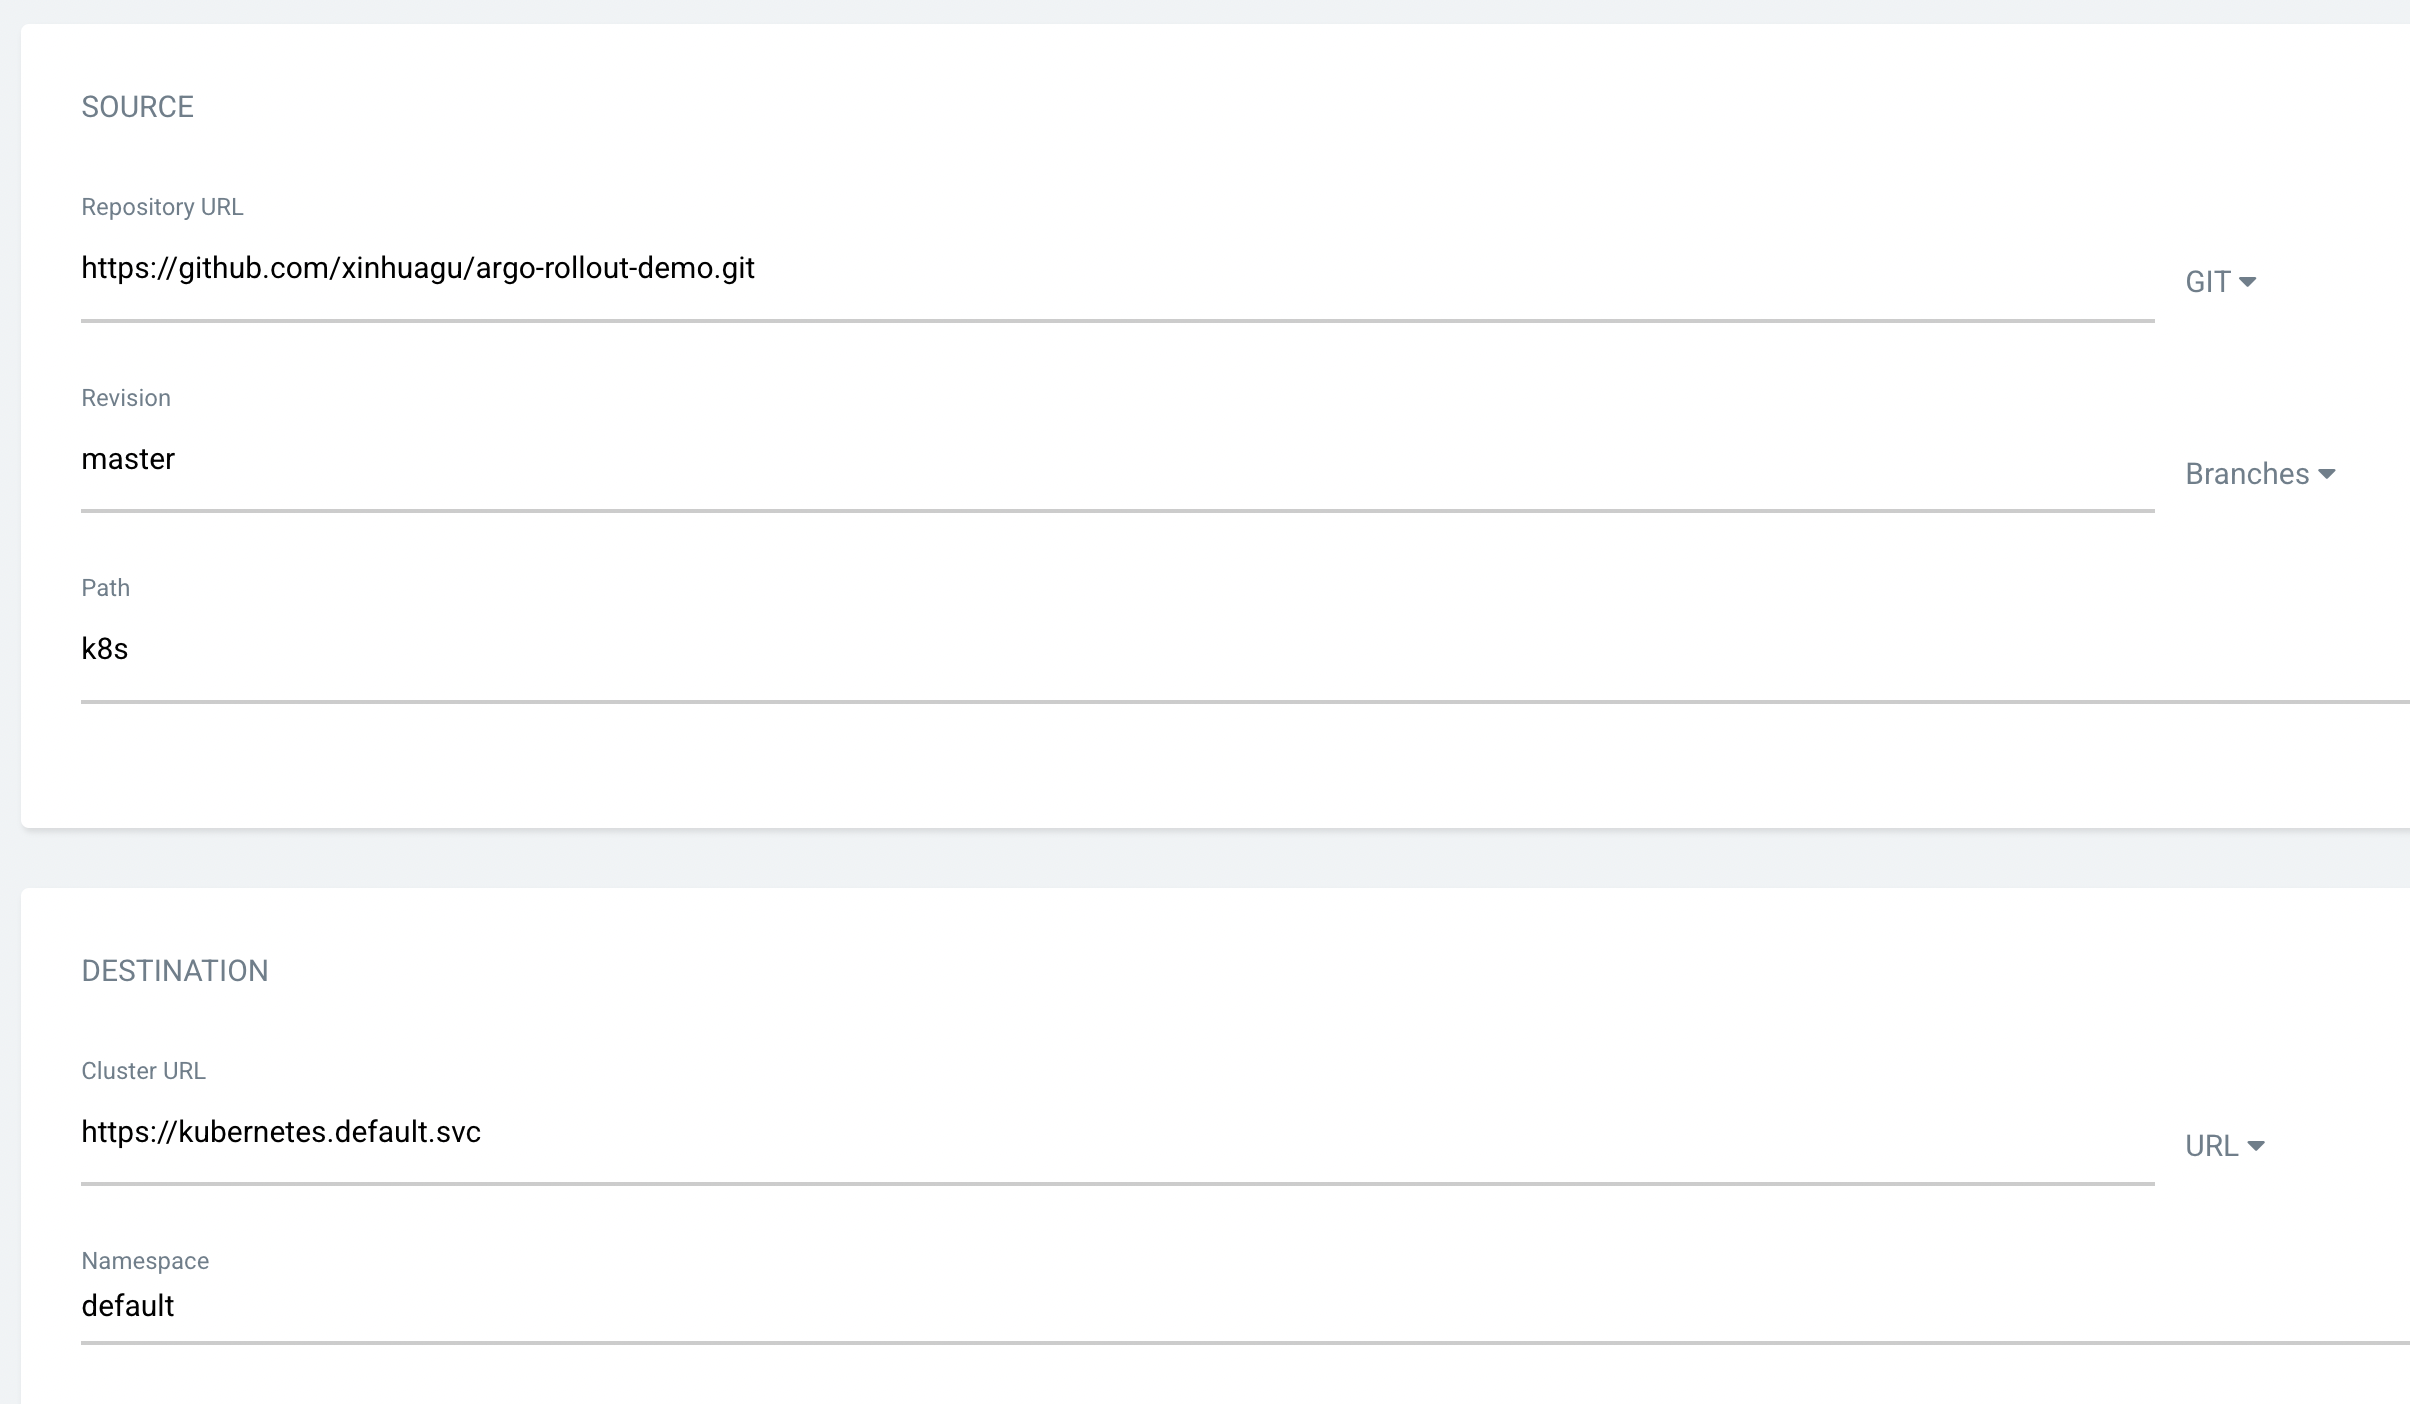 SOURCE
Repository URL
https://github.com/xinhuagu/argo-rollout-demo.git
GIT
Revision
master
Branches
Path
k8s
DESTINATION
Cluster URL
https://kubernetes.default.svc
URL
Namespace
default